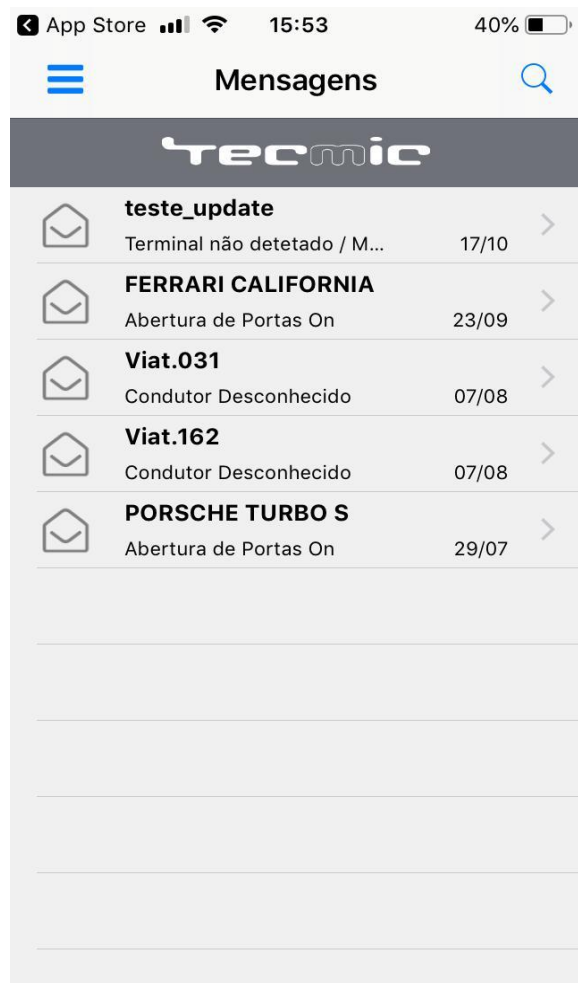 App Store 15:53 40%
Mensagens
Tecmic
teste_update
Terminal não detetado / M... 17/10
FERRARI CALIFORNIA
Abertura de Portas On 23/09
Viat.031
Condutor Desconhecido 07/08
Viat.162
Condutor Desconhecido 07/08
PORSCHE TURBO S
Abertura de Portas On 29/07